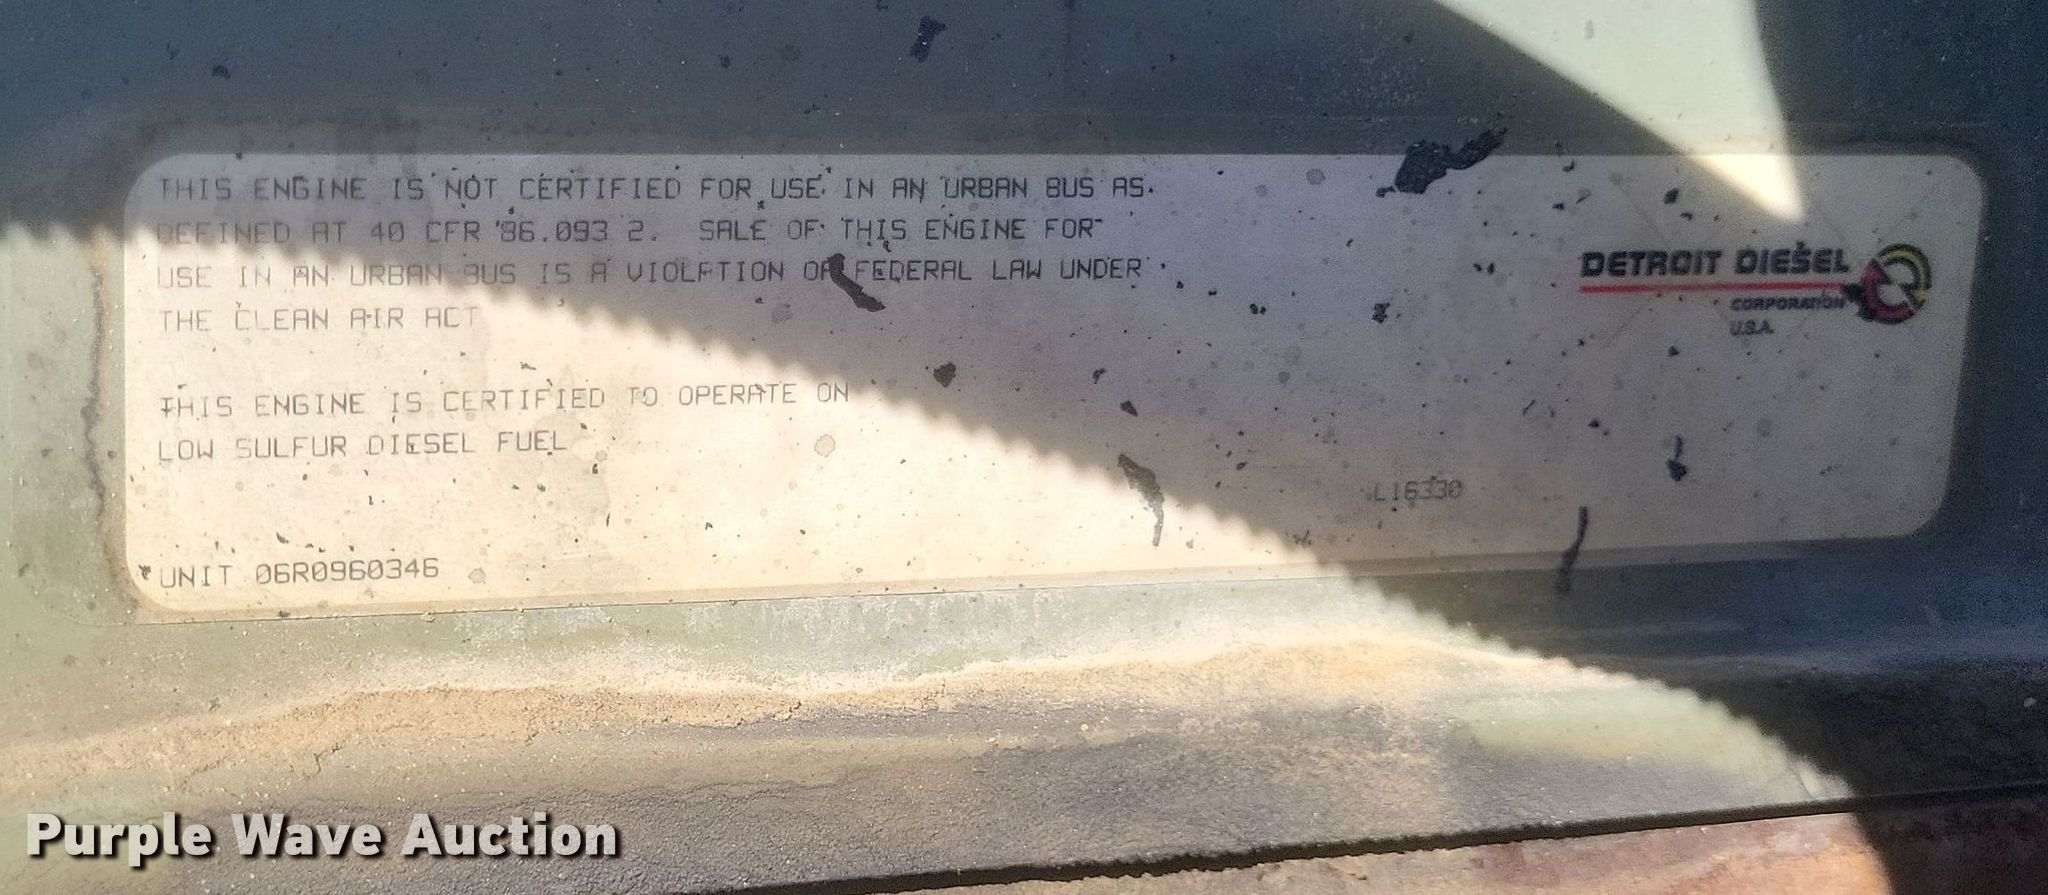 THIS ENGINE IS NOT CERTIFIED FOR USE IN AN URBAN BUS AS
DEFINED AT 40 CFR 86.093 2. SALE OF THIS ENGINE FOR
USE IN AN URBAN BUS IS A VIOLATION OF FEDERAL LAW UNDER
THE CLEAN AIR ACT
THIS ENGINE IS CERTIFIED TO OPERATE ON
LOW SULFUR DIESEL FUEL
UNIT 06R0960346
DETROIT DIESEL
CORPORATION
U.S.A.
Purple Wave Auction